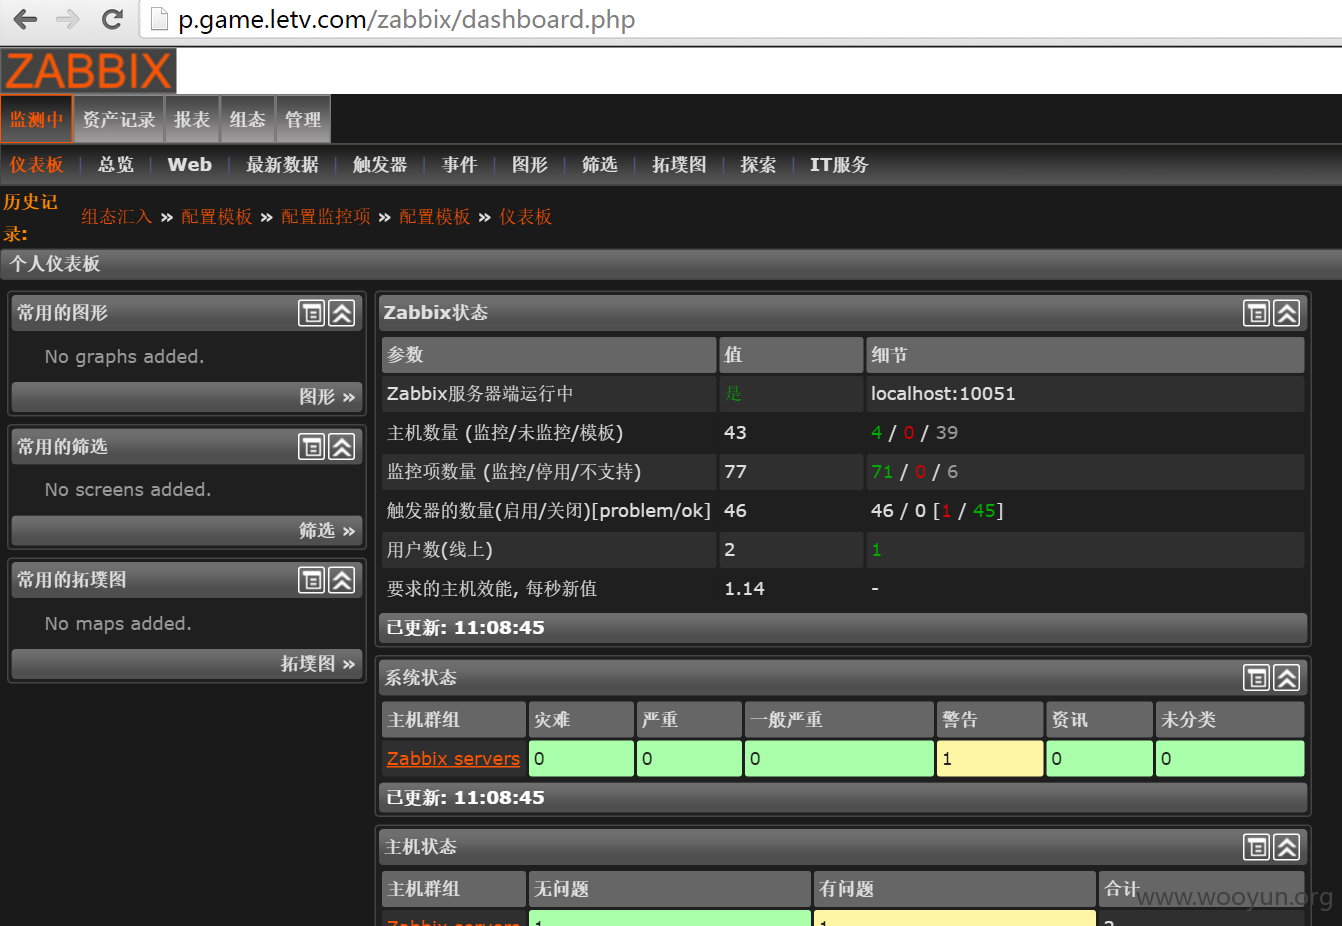 p.game.letv.com/zabbix/dashboard.php
ZABBIX
监测中 资产记录 报表 组态 管理
仪表板 | 总览 | Web | 最新数据 | 触发器 | 事件 | 图形 | 筛选 | 拓墣图 | 探索 | IT服务
历史记录: 组态汇入 » 配置模板 » 配置监控项 » 配置模板 » 仪表板
个人仪表板
常用的图形
No graphs added.
图形 »
常用的筛选
No screens added.
筛选 »
常用的拓墣图
No maps added.
拓墣图 »
Zabbix状态
参数 值 细节
Zabbix服务器端运行中 是 localhost:10051
主机数量 (监控/未监控/模板) 43 4 / 0 / 39
监控项数量 (监控/停用/不支持) 77 71 / 0 / 6
触发器的数量(启用/关闭)[problem/ok] 46 46 / 0 [1 / 45]
用户数(线上) 2 1
要求的主机效能, 每秒新值 1.14 -
已更新: 11:08:45
系统状态
主机群组 灾难 严重 一般严重 警告 资讯 未分类
Zabbix servers 0 0 0 1 0 0
已更新: 11:08:45
主机状态
主机群组 无问题 有问题 合计
Zabbix servers 1 1 2
www.wooyun.org